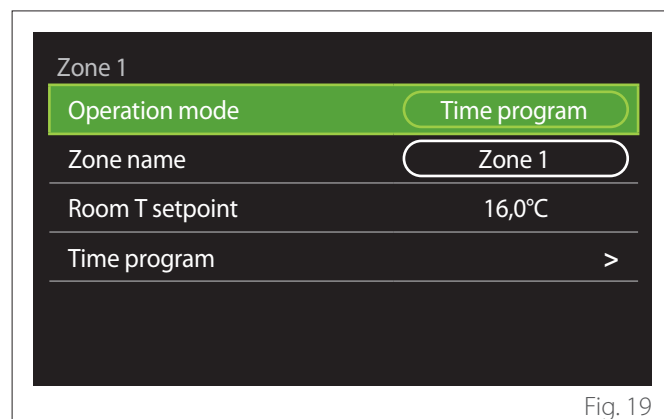 Zone 1
Operation mode Time program
Zone name Zone 1
Room T setpoint 16,0°C
Time program >
Fig. 19